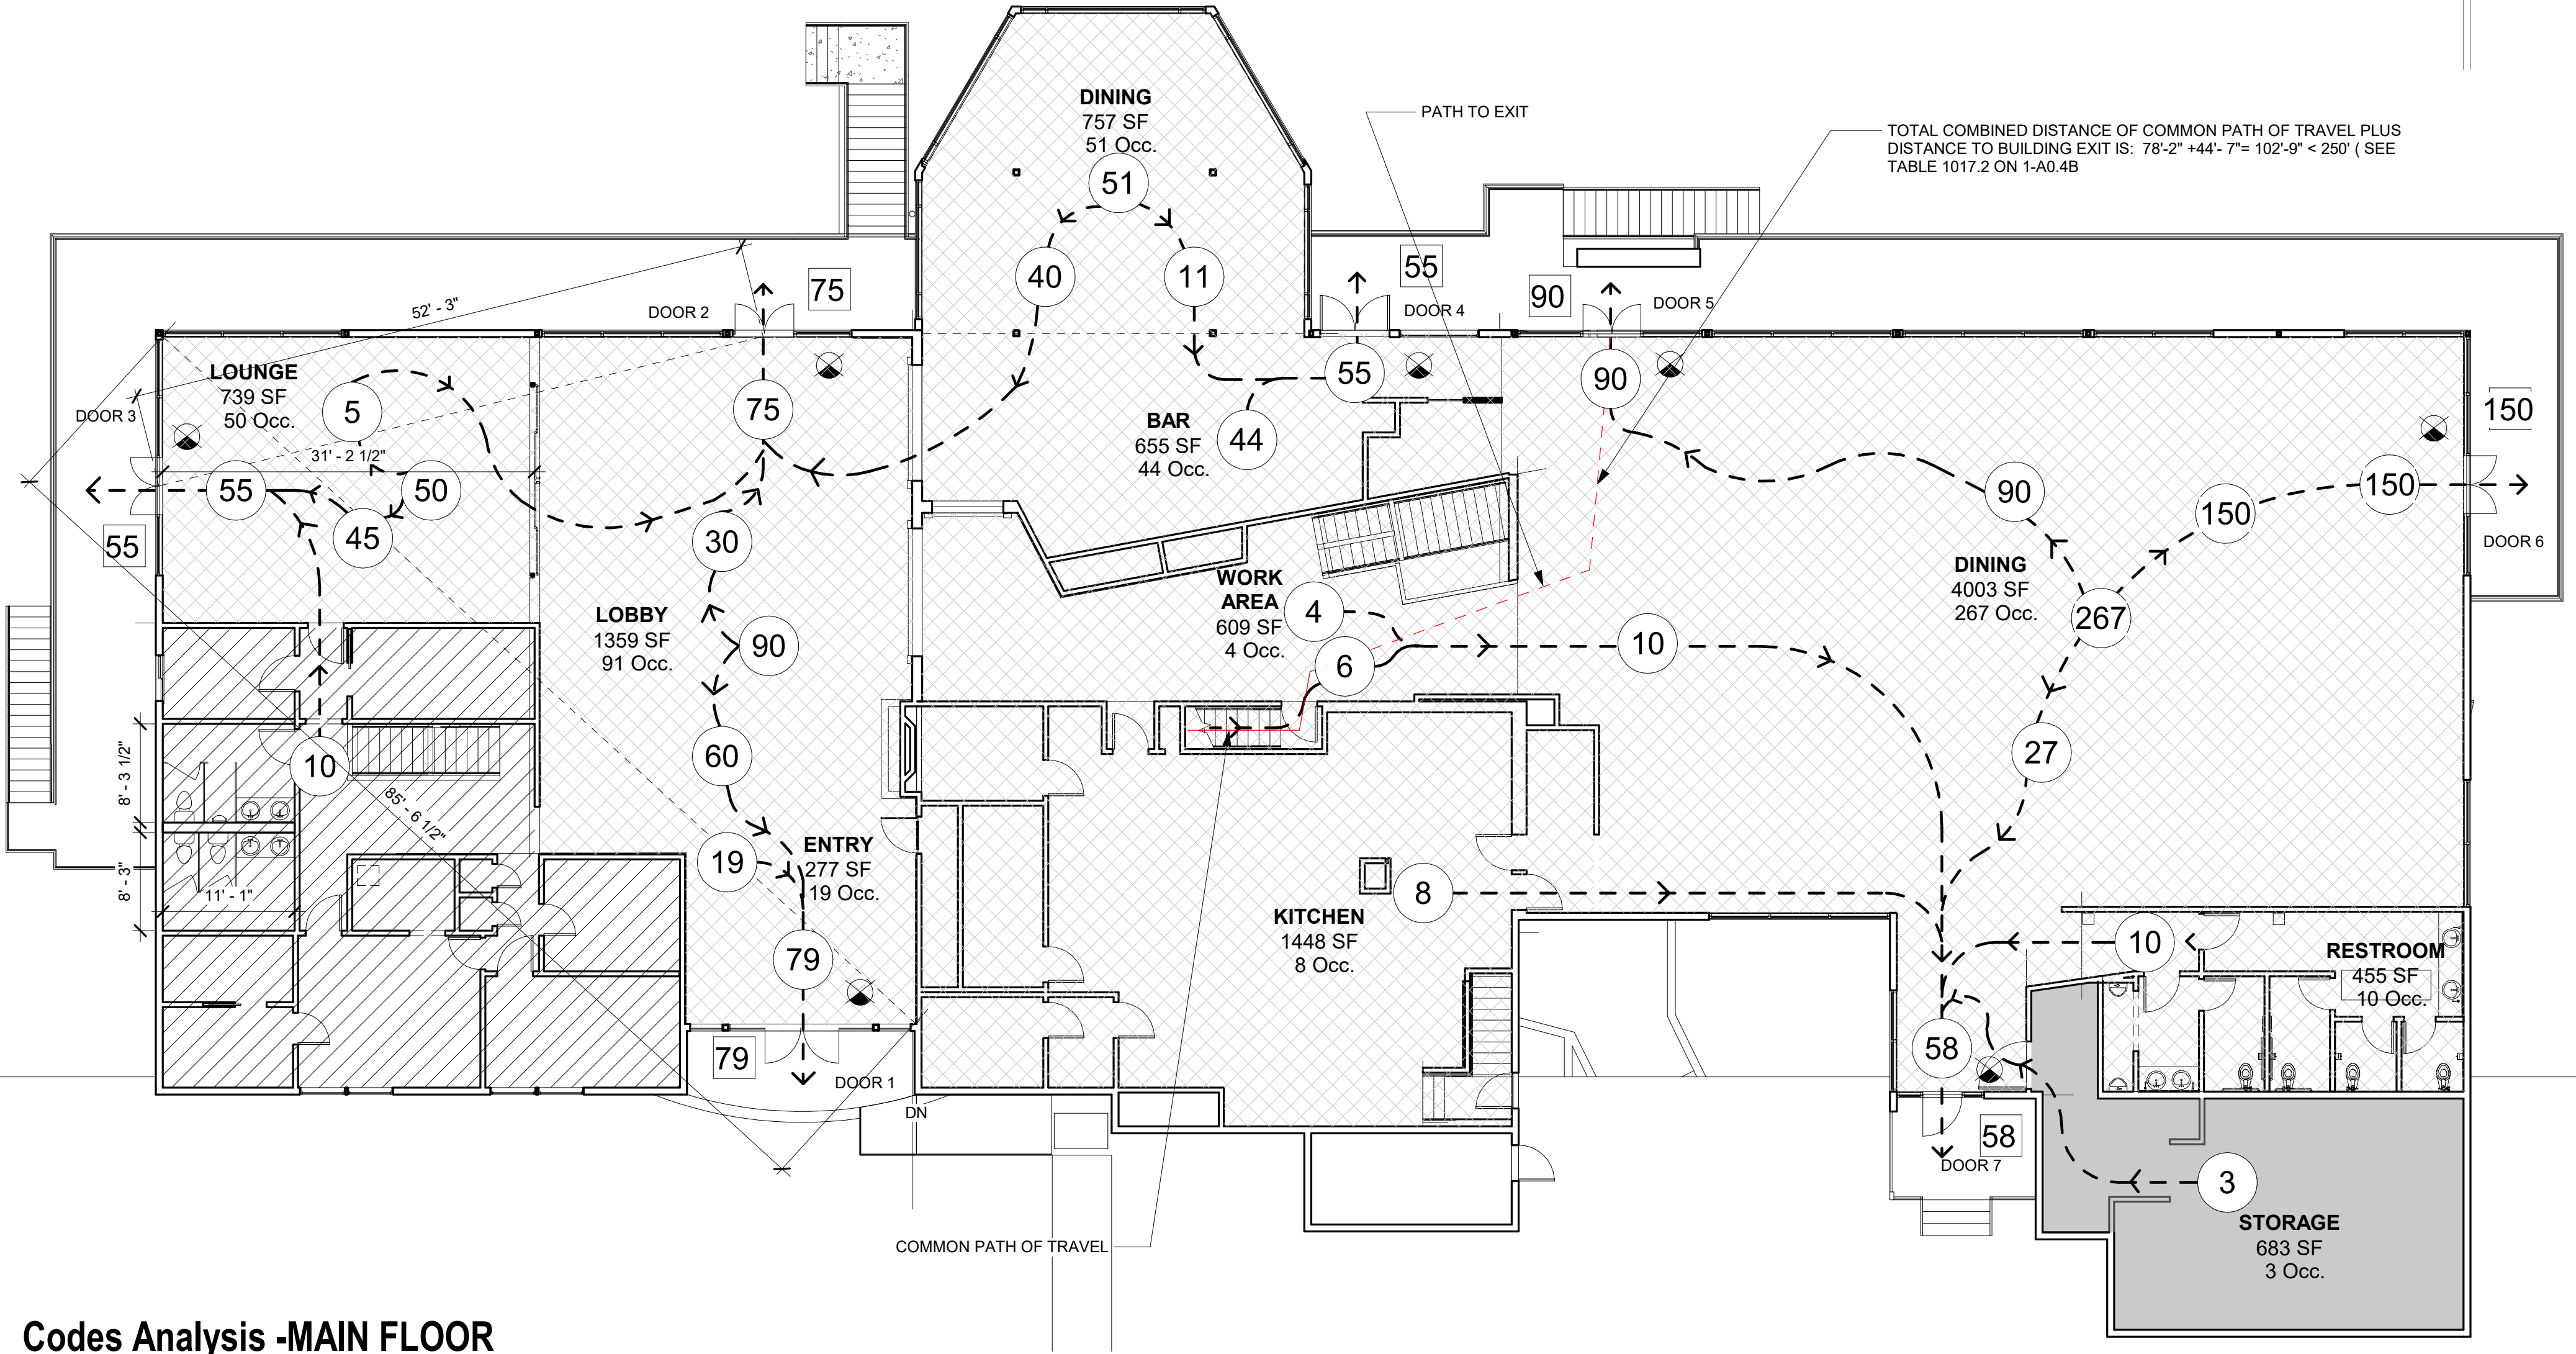 DINING
757 SF
51 Occ.
51
40
11
PATH TO EXIT
TOTAL COMBINED DISTANCE OF COMMON PATH OF TRAVEL PLUS
DISTANCE TO BUILDING EXIT IS: 78'-2" +44'- 7"= 102'-9" < 250' ( SEE
TABLE 1017.2 ON 1-A0.4B
52' - 3"
DOOR 2
75
55
DOOR 4
90
DOOR 5
LOUNGE
739 SF
50 Occ.
DOOR 3
5
31' - 2 1/2"
55
50
45
55
75
30
LOBBY
1359 SF
91 Occ.
90
60
BAR
655 SF
44 Occ.
44
55
90
WORK
AREA
609 SF
4 Occ.
4
6
10
90
150
150
150
DOOR 6
DINING
4003 SF
267 Occ.
267
27
10
8' - 3 1/2"
8' - 3"
11' - 1"
85' - 6 1/2"
19
ENTRY
277 SF
19 Occ.
79
79
DOOR 1
DN
KITCHEN
1448 SF
8 Occ.
8
10
RESTROOM
455 SF
10 Occ.
58
58
DOOR 7
3
STORAGE
683 SF
3 Occ.
COMMON PATH OF TRAVEL
Codes Analysis -MAIN FLOOR